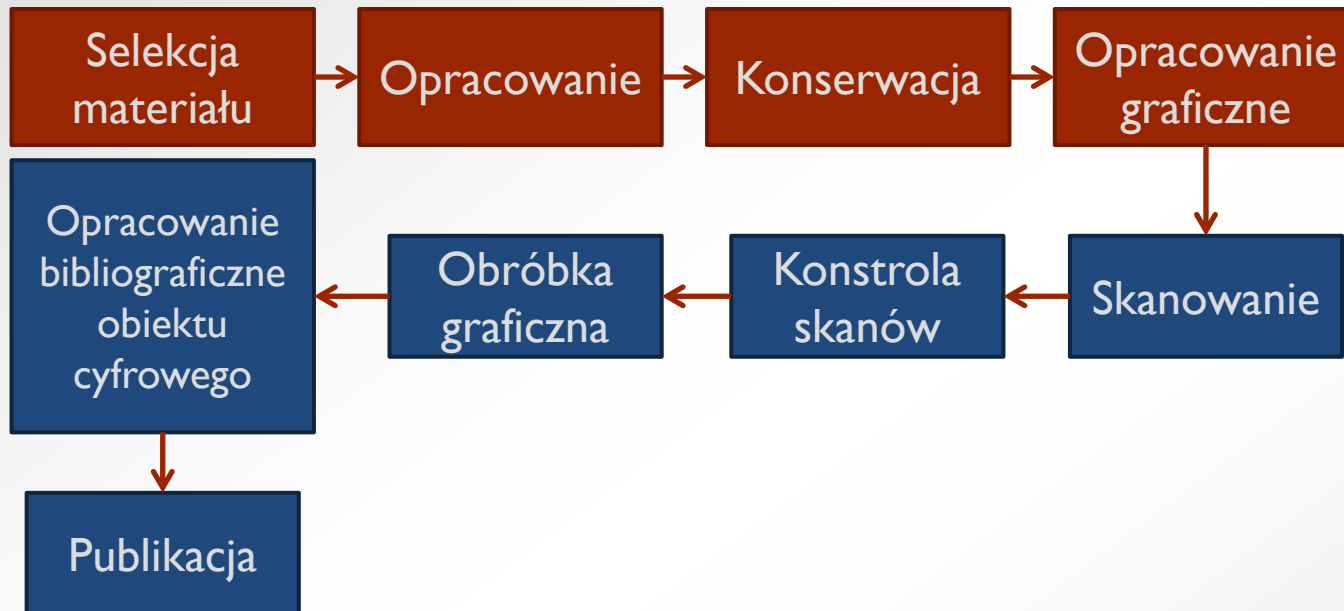 Selekcja
materiału
Opracowanie
Konserwacja
Opracowanie
graficzne
Skanowanie
Konstrola
skanów
Obróbka
graficzna
Opracowanie
bibliograficzne
obiektu
cyfrowego
Publikacja